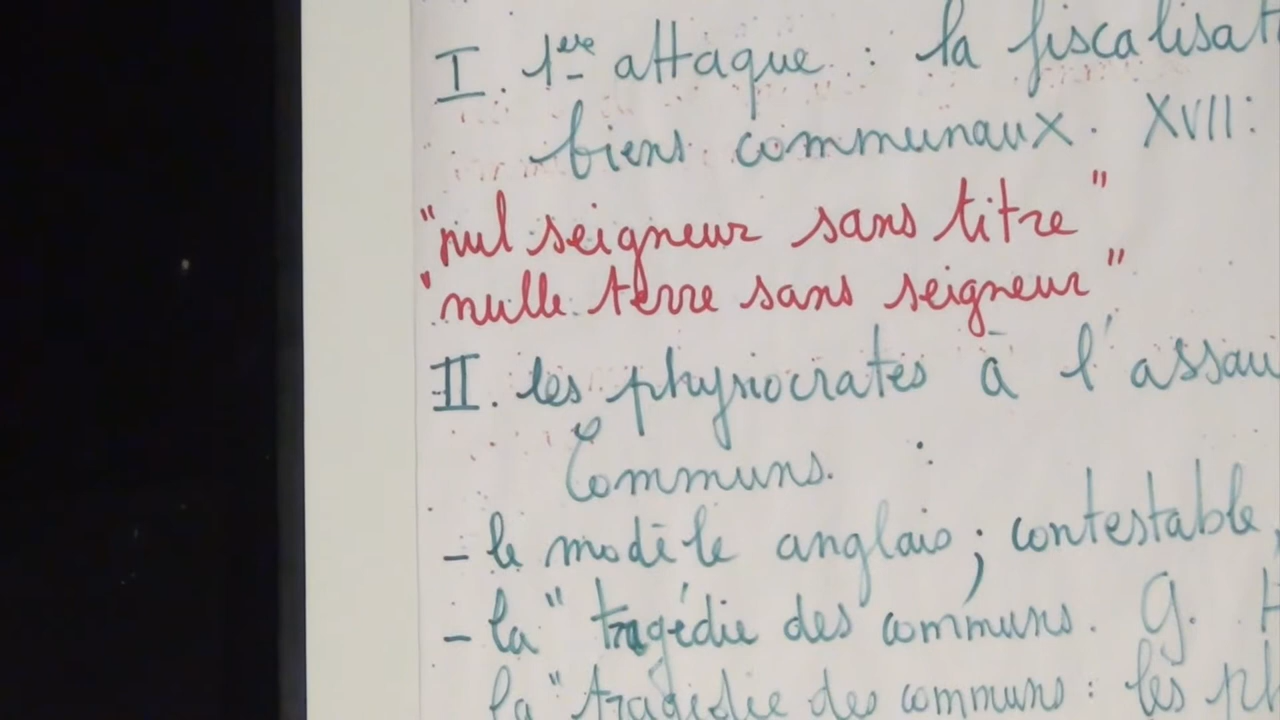 I. 1ère attaque : la fiscalisat
biens communaux. XVII:
"nul seigneur sans titre"
"nulle terre sans seigneur"
II. les physiocrates à l'assau
Communs. :
- le modèle anglais ; contestable
- la "tragédie des communs. G. H
la "tragédie des communs : les ph